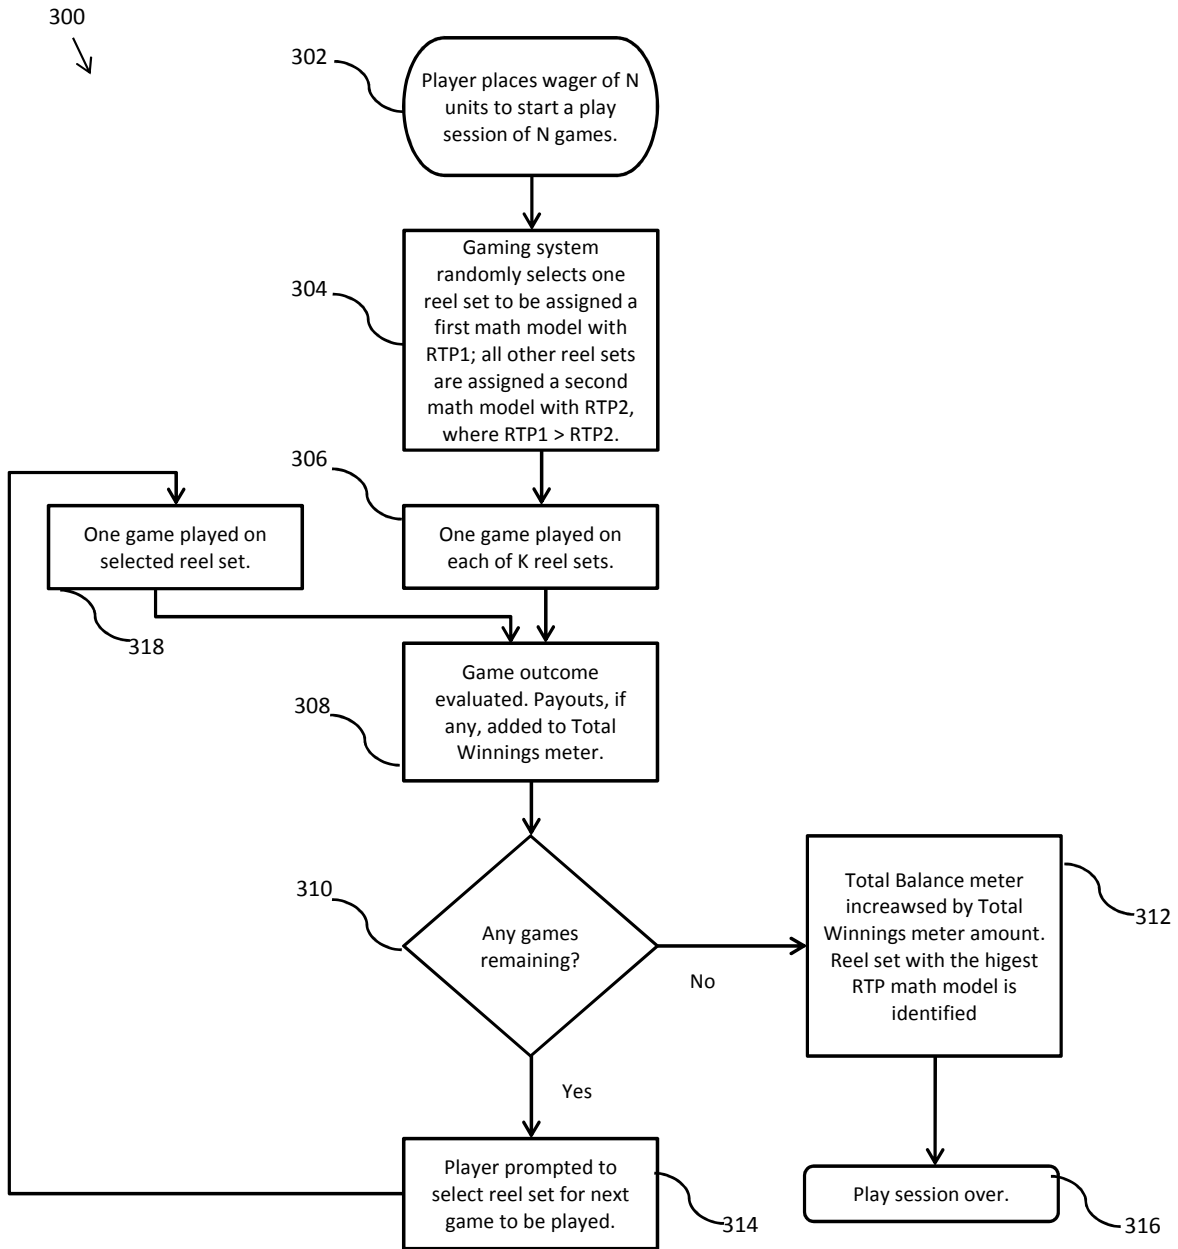 300
302
Player places wager of N
units to start a play
session of N games.
304
Gaming system
randomly selects one
reel set to be assigned a
first math model with
RTP1; all other reel sets
are assigned a second
math model with RTP2,
where RTP1 > RTP2.
306
One game played on
each of K reel sets.
One game played on
selected reel set.
318
308
Game outcome
evaluated. Payouts, if
any, added to Total
Winnings meter.
310
Any games
remaining?
No
Yes
Total Balance meter
increawsed by Total
Winnings meter amount.
Reel set with the higest
RTP math model is
identified
312
Player prompted to
select reel set for next
game to be played.
314
Play session over.
316